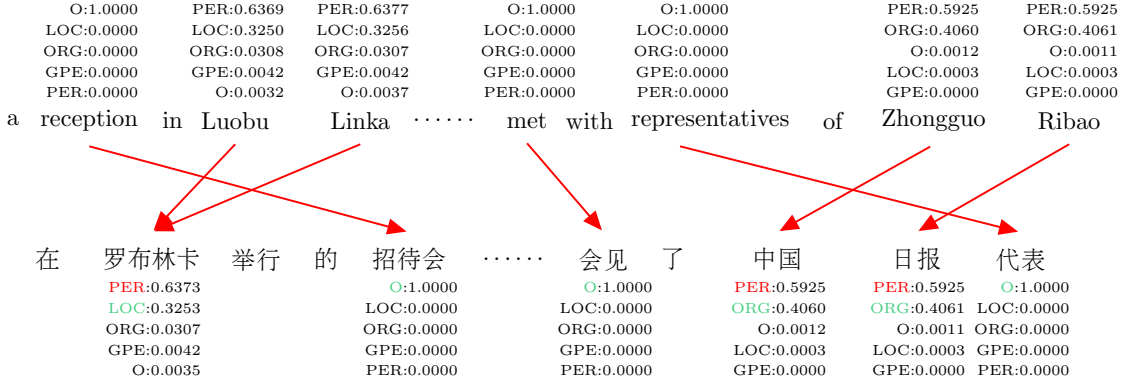 O:1.0000 PER:0.6369 PER:0.6377 O:1.0000 O:1.0000 PER:0.5925 PER:0.5925
LOC:0.0000 LOC:0.3250 LOC:0.3256 LOC:0.0000 LOC:0.0000 ORG:0.4060 ORG:0.4061
ORG:0.0000 ORG:0.0308 ORG:0.0307 ORG:0.0000 ORG:0.0000 O:0.0012 O:0.0011
GPE:0.0000 GPE:0.0042 GPE:0.0042 GPE:0.0000 GPE:0.0000 LOC:0.0003 LOC:0.0003
PER:0.0000 O:0.0032 O:0.0037 PER:0.0000 PER:0.0000 GPE:0.0000 GPE:0.0000
a reception in Luobu Linka ······ met with representatives of Zhongguo Ribao
在 罗布林卡 举行 的 招待会 ······ 会见 了 中国 日报 代表
PER:0.6373 O:1.0000 O:1.0000 PER:0.5925 PER:0.5925 O:1.0000
LOC:0.3253 LOC:0.0000 LOC:0.0000 ORG:0.4060 ORG:0.4061 LOC:0.0000
ORG:0.0307 ORG:0.0000 ORG:0.0000 O:0.0012 O:0.0011 ORG:0.0000
GPE:0.0042 GPE:0.0000 GPE:0.0000 LOC:0.0003 LOC:0.0003 GPE:0.0000
O:0.0035 PER:0.0000 PER:0.0000 GPE:0.0000 GPE:0.0000 PER:0.0000